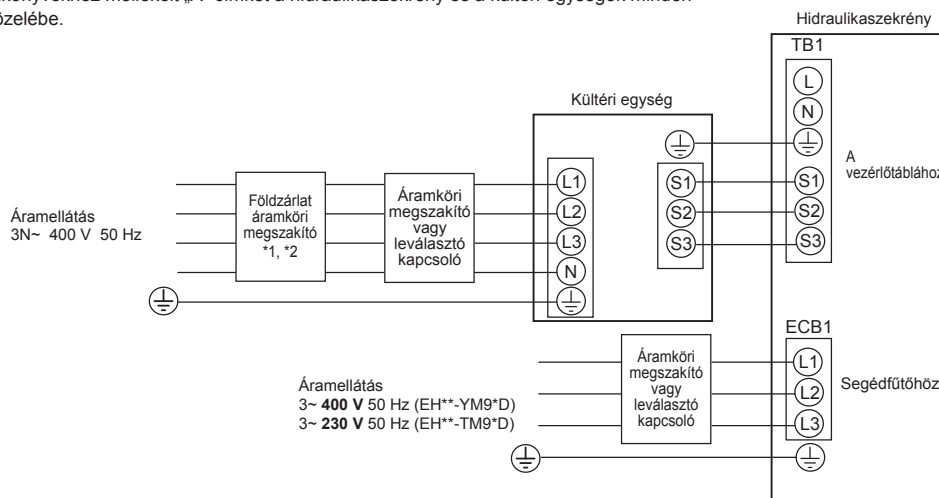 özelébe.
Hidraulikaszekrény
TB1
L
N
Kültéri egység
A
vezérlőtáblához
S1
S2
S3
S1
S2
S3
Áramellátás
3N~ 400 V 50 Hz
Földzárlat
áramköri
megszakító
*1, *2
Áramköri
megszakító
vagy
leválasztó
kapcsoló
L1
L2
L3
N
ECB1
Áramellátás
3~ 400 V 50 Hz (EH**-YM9*D)
3~ 230 V 50 Hz (EH**-TM9*D)
Áramköri
megszakító
vagy
leválasztó
kapcsoló
L1
L2
L3
Segédfűtőhöz